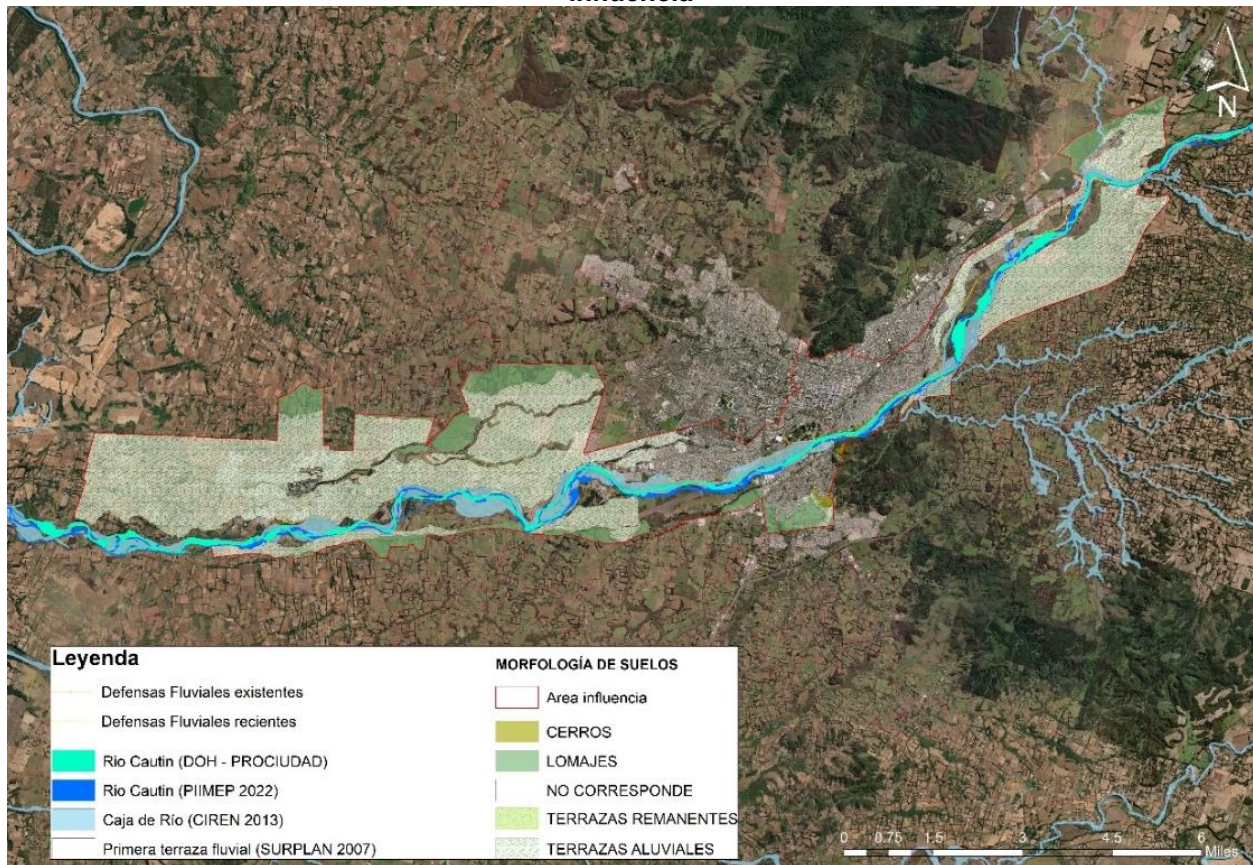 Influencia
N
Leyenda
Defensas Fluviales existentes
Defensas Fluviales recientes
Rio Cautin (DOH - PROCIUDAD)
Rio Cautin (PIIMEP 2022)
Caja de Río (CIREN 2013)
Primera terraza fluvial (SURPLAN 2007)
MORFOLOGÍA DE SUELOS
Area influencia
CERROS
LOMAJES
NO CORRESPONDE
TERRAZAS REMANENTES
TERRAZAS ALUVIALES
0 0.75 1.5 3 4.5 6
Miles